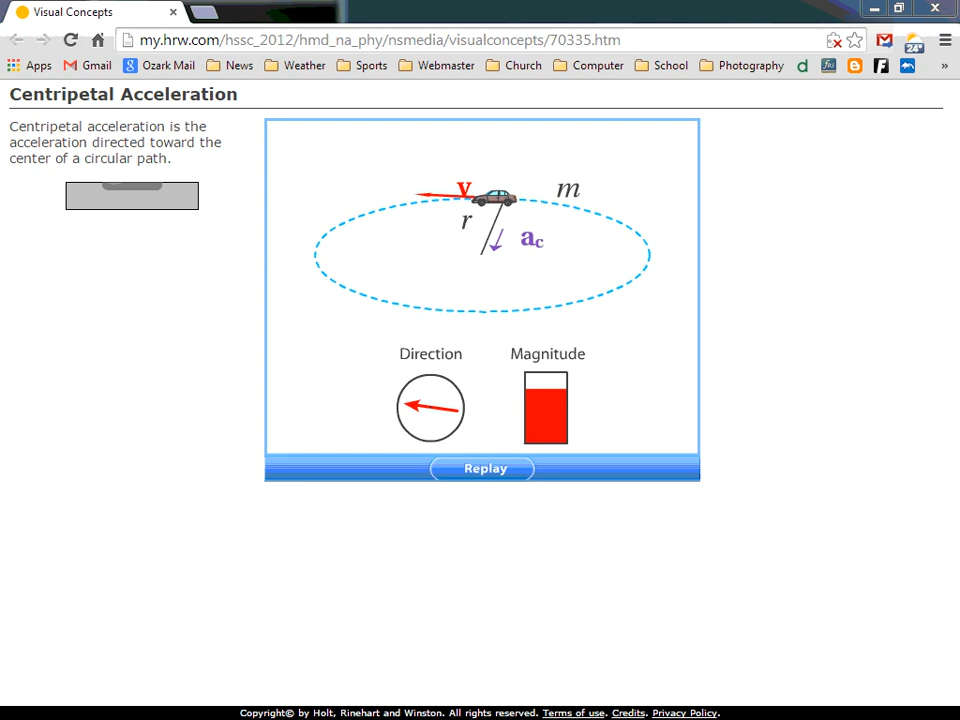 Visual Concepts
my.hrw.com/hssc_2012/hmd_na_phy/nsmedia/visualconcepts/70335.htm
24°
Apps Gmail Ozark Mail News Weather Sports Webmaster Church Computer School Photography d F »
Centripetal Acceleration
Centripetal acceleration is the
acceleration directed toward the
center of a circular path.
v m
r
ac
Direction Magnitude
Replay
Copyright© by Holt, Rinehart and Winston. All rights reserved. Terms of use. Credits. Privacy Policy.